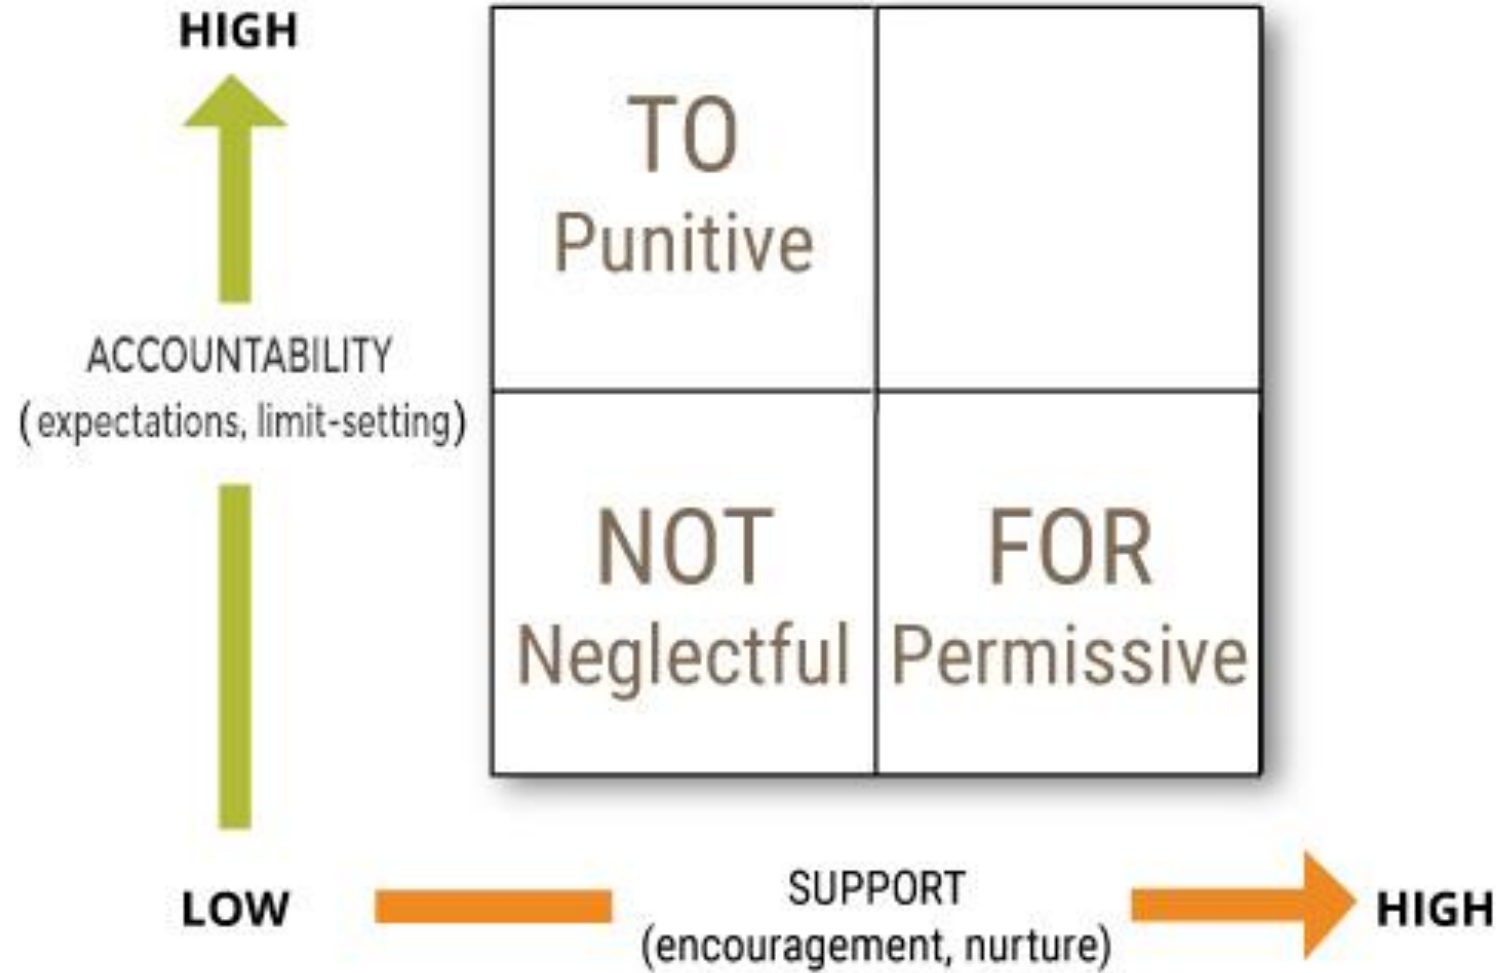 HIGH
TO
Punitive
ACCOUNTABILITY
(expectations, limit-setting)
NOT
Neglectful
FOR
Permissive
LOW
SUPPORT
(encouragement, nurture)
HIGH